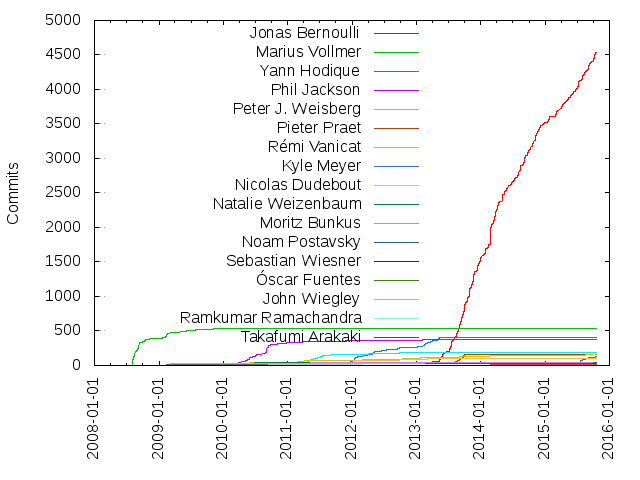 5000
4500
4000
3500
3000
2500
2000
1500
1000
500
0
Commits
Jonas Bernoulli
Marius Vollmer
Yann Hodique
Phil Jackson
Peter J. Weisberg
Pieter Praet
Rémi Vanicat
Kyle Meyer
Nicolas Dudebout
Natalie Weizenbaum
Moritz Bunkus
Noam Postavsky
Sebastian Wiesner
Óscar Fuentes
John Wiegley
Ramkumar Ramachandra
Takafumi Arakaki
2008-01-01
2009-01-01
2010-01-01
2011-01-01
2012-01-01
2013-01-01
2014-01-01
2015-01-01
2016-01-01